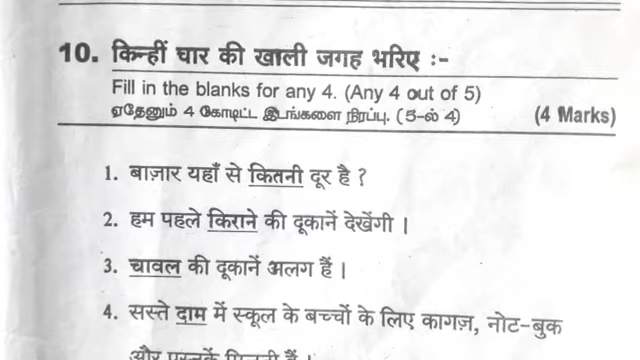 10. किन्हीं चार की खाली जगह भरिए :-
Fill in the blanks for any 4. (Any 4 out of 5)
ஏதேனும் 4 கோடிட்ட இடங்களை நிரப்பு. (5-ல் 4) (4 Marks)
1. बाज़ार यहाँ से कितनी दूर है ?
2. हम पहले किराने की दूकानें देखेंगी ।
3. चावल की दूकानें अलग हैं ।
4. सस्ते दाम में स्कूल के बच्चों के लिए कागज़, नोट-बुक
और